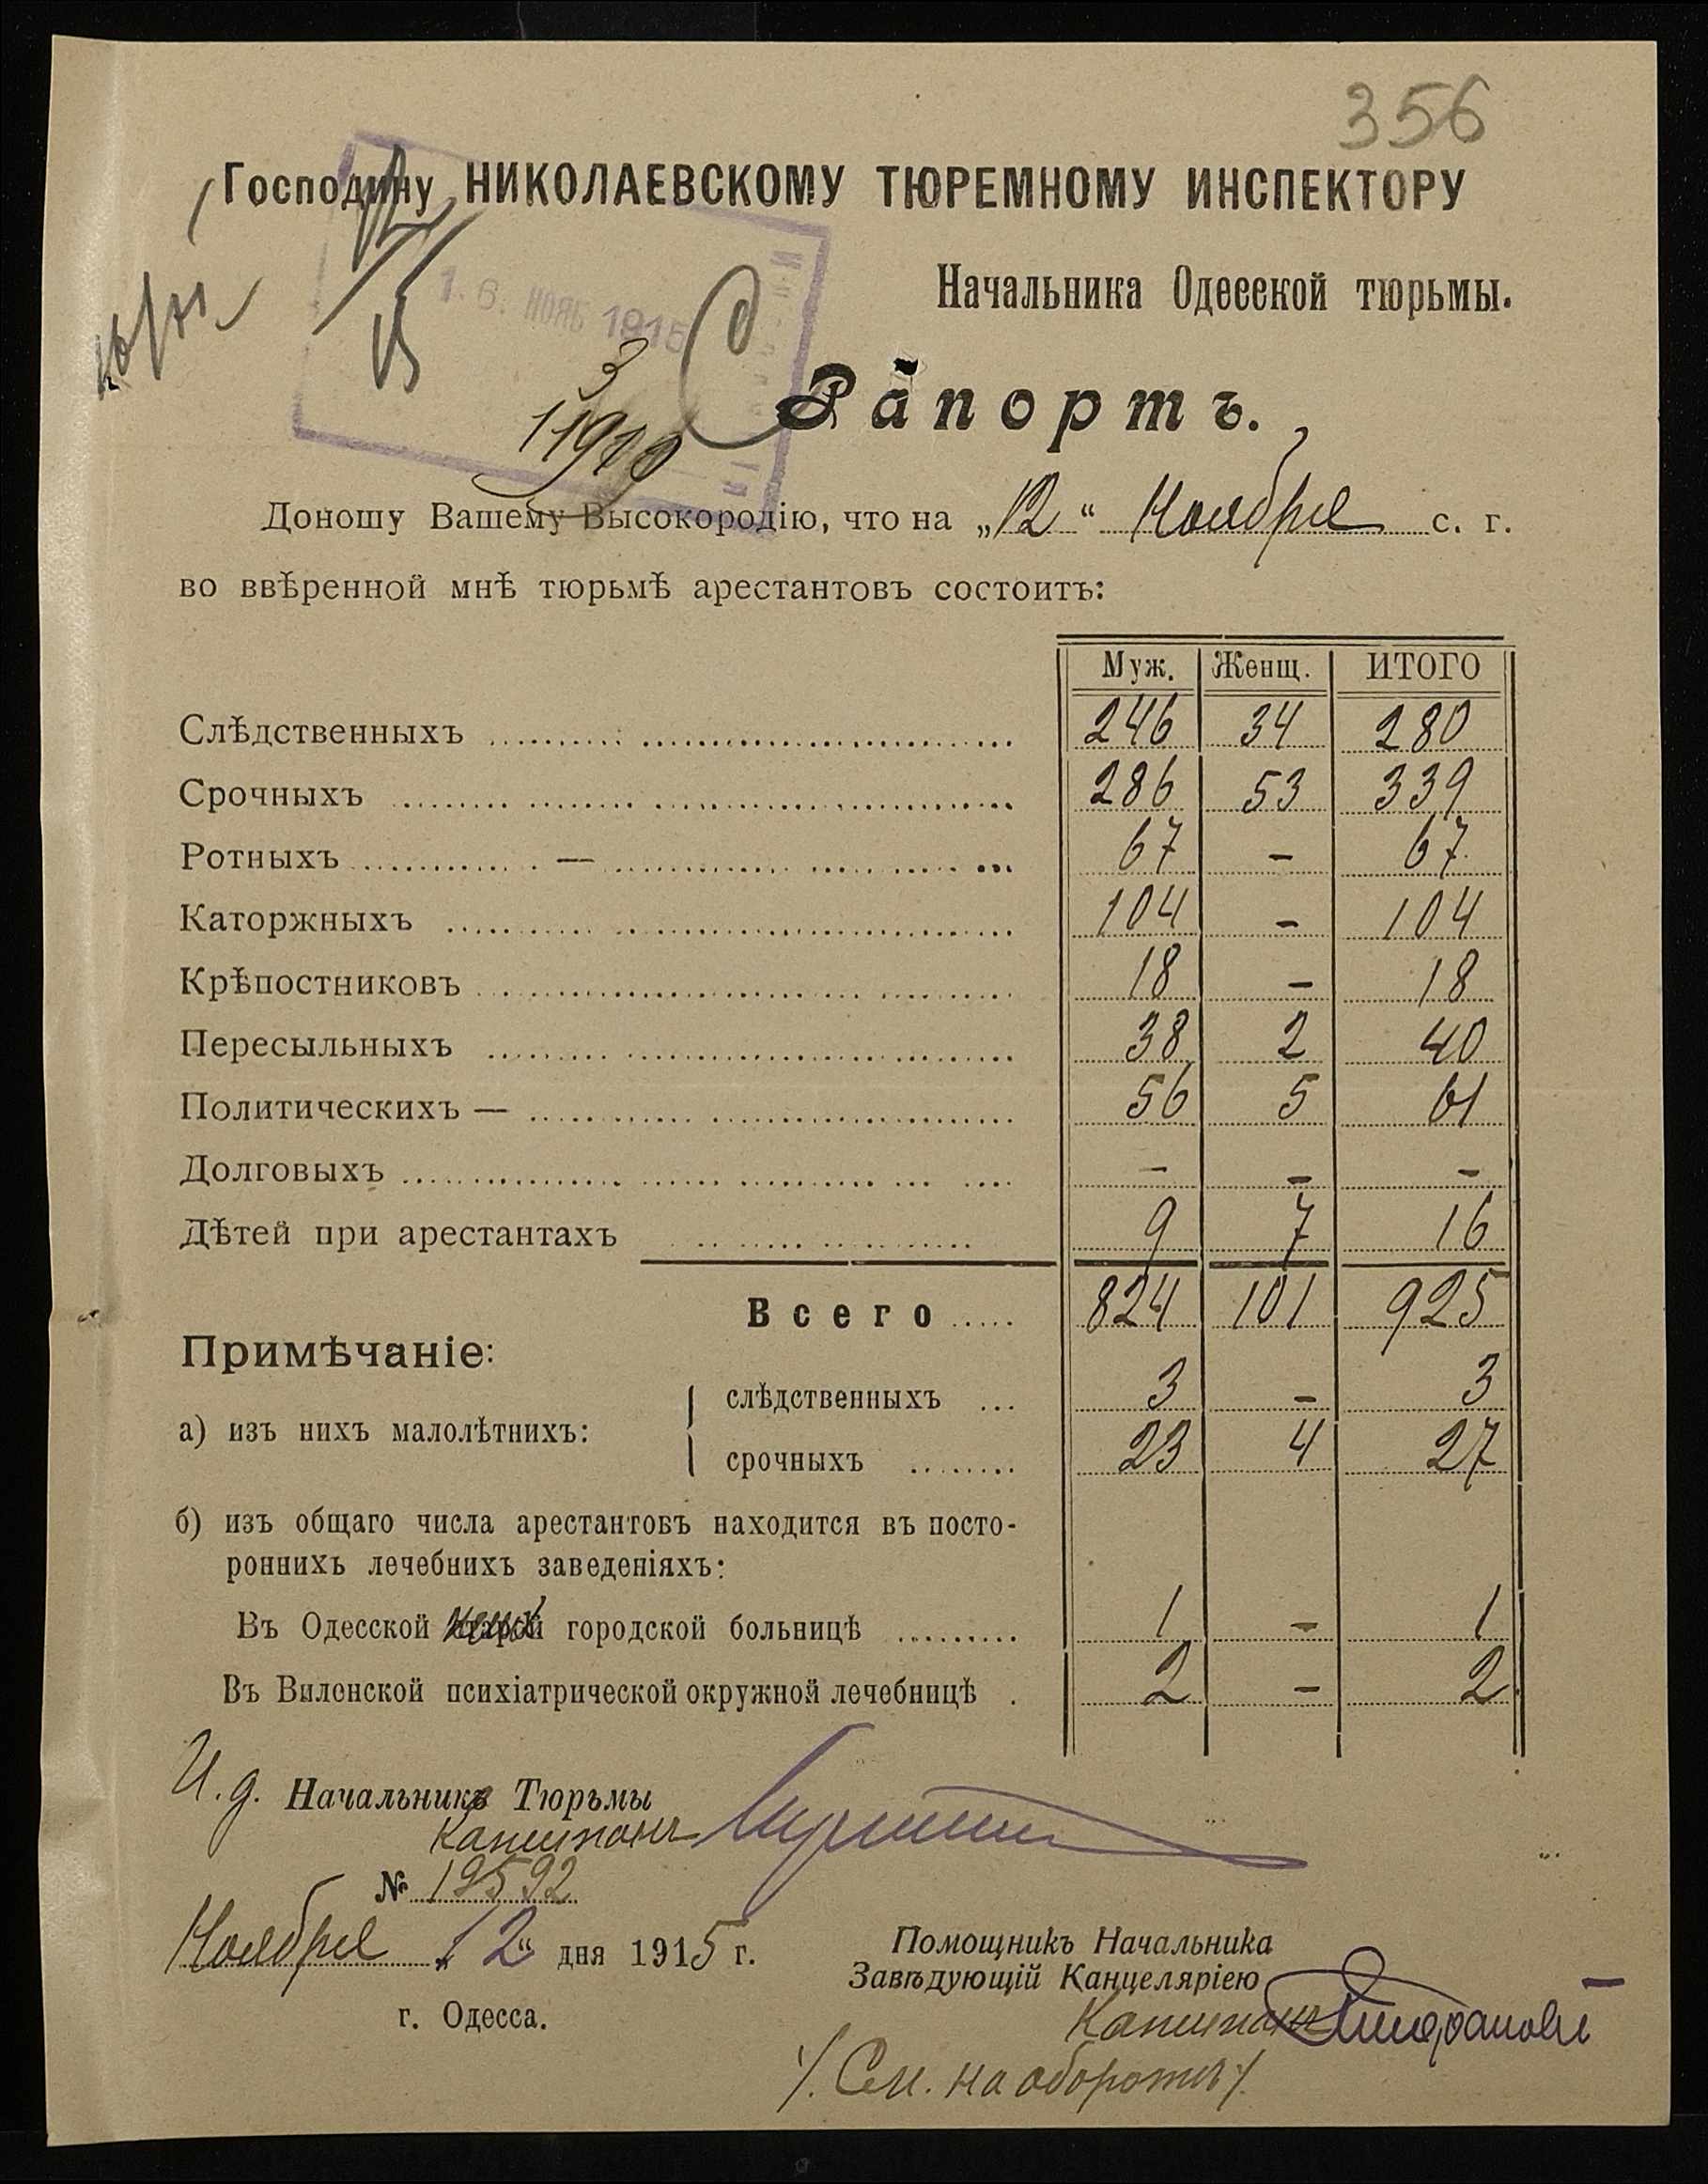 356
Господину НИКОЛАЕВСКОМУ ТЮРЕМНОМУ ИНСПЕКТОРУ
Начальника Одесской тюрьмы.
16 НОЯБ 1915
Рапортъ.
Доношу Вашему Высокородію, что на „12“ Ноября с. г.
во ввѣренной мнѣ тюрьмѣ арестантовъ состоитъ:
Муж. Женщ. ИТОГО
Слѣдственныхъ 246 34 280
Срочныхъ 286 53 339
Ротныхъ — 67 - 67
Каторжныхъ 104 - 104
Крѣпостниковъ 18 - 18
Пересыльныхъ 38 2 40
Политическихъ — 56 5 61
Долговыхъ - - -
Дѣтей при арестантахъ 9 7 16
Всего 824 101 925
Примѣчаніе:
а) изъ нихъ малолѣтнихъ:
слѣдственныхъ 3 - 3
срочныхъ 23 4 27
б) изъ общаго числа арестантовъ находится въ посто-
роннихъ лечебнихъ заведеніяхъ:
Въ Одесской городской больницѣ 1 - 1
Въ Виленской психіатрической окружной лечебницѣ 2 - 2
И. д. Начальника Тюрьмы
Капитанъ
№ 19592
Ноября „12“ дня 1915 г.
г. Одесса.
Помощникъ Начальника
Завѣдующій Канцеляріею
Капитанъ
/. См. на оборотѣ /.